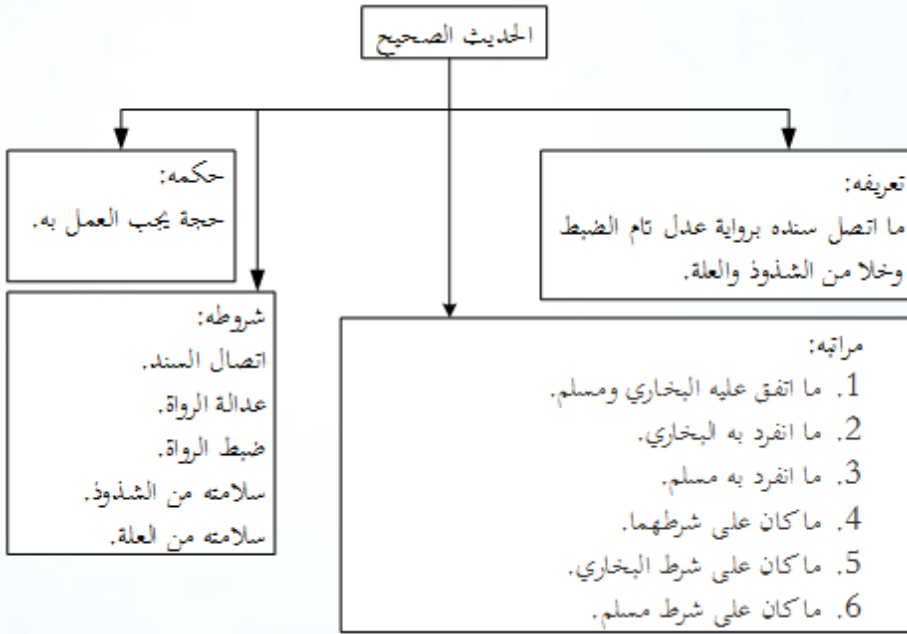 الحديث الصحيح
تعريفه:
ما اتصل سنده برواية عدل تام الضبط
وخلا من الشذوذ والعلة.
حكمه:
حجة يجب العمل به.
مراتبه:
1. ما اتفق عليه البخاري ومسلم.
2. ما انفرد به البخاري.
3. ما انفرد به مسلم.
4. ما كان على شرطهما.
5. ما كان على شرط البخاري.
6. ما كان على شرط مسلم.
شروطه:
اتصال السند.
عدالة الرواة.
ضبط الرواة.
سلامته من الشذوذ.
سلامته من العلة.